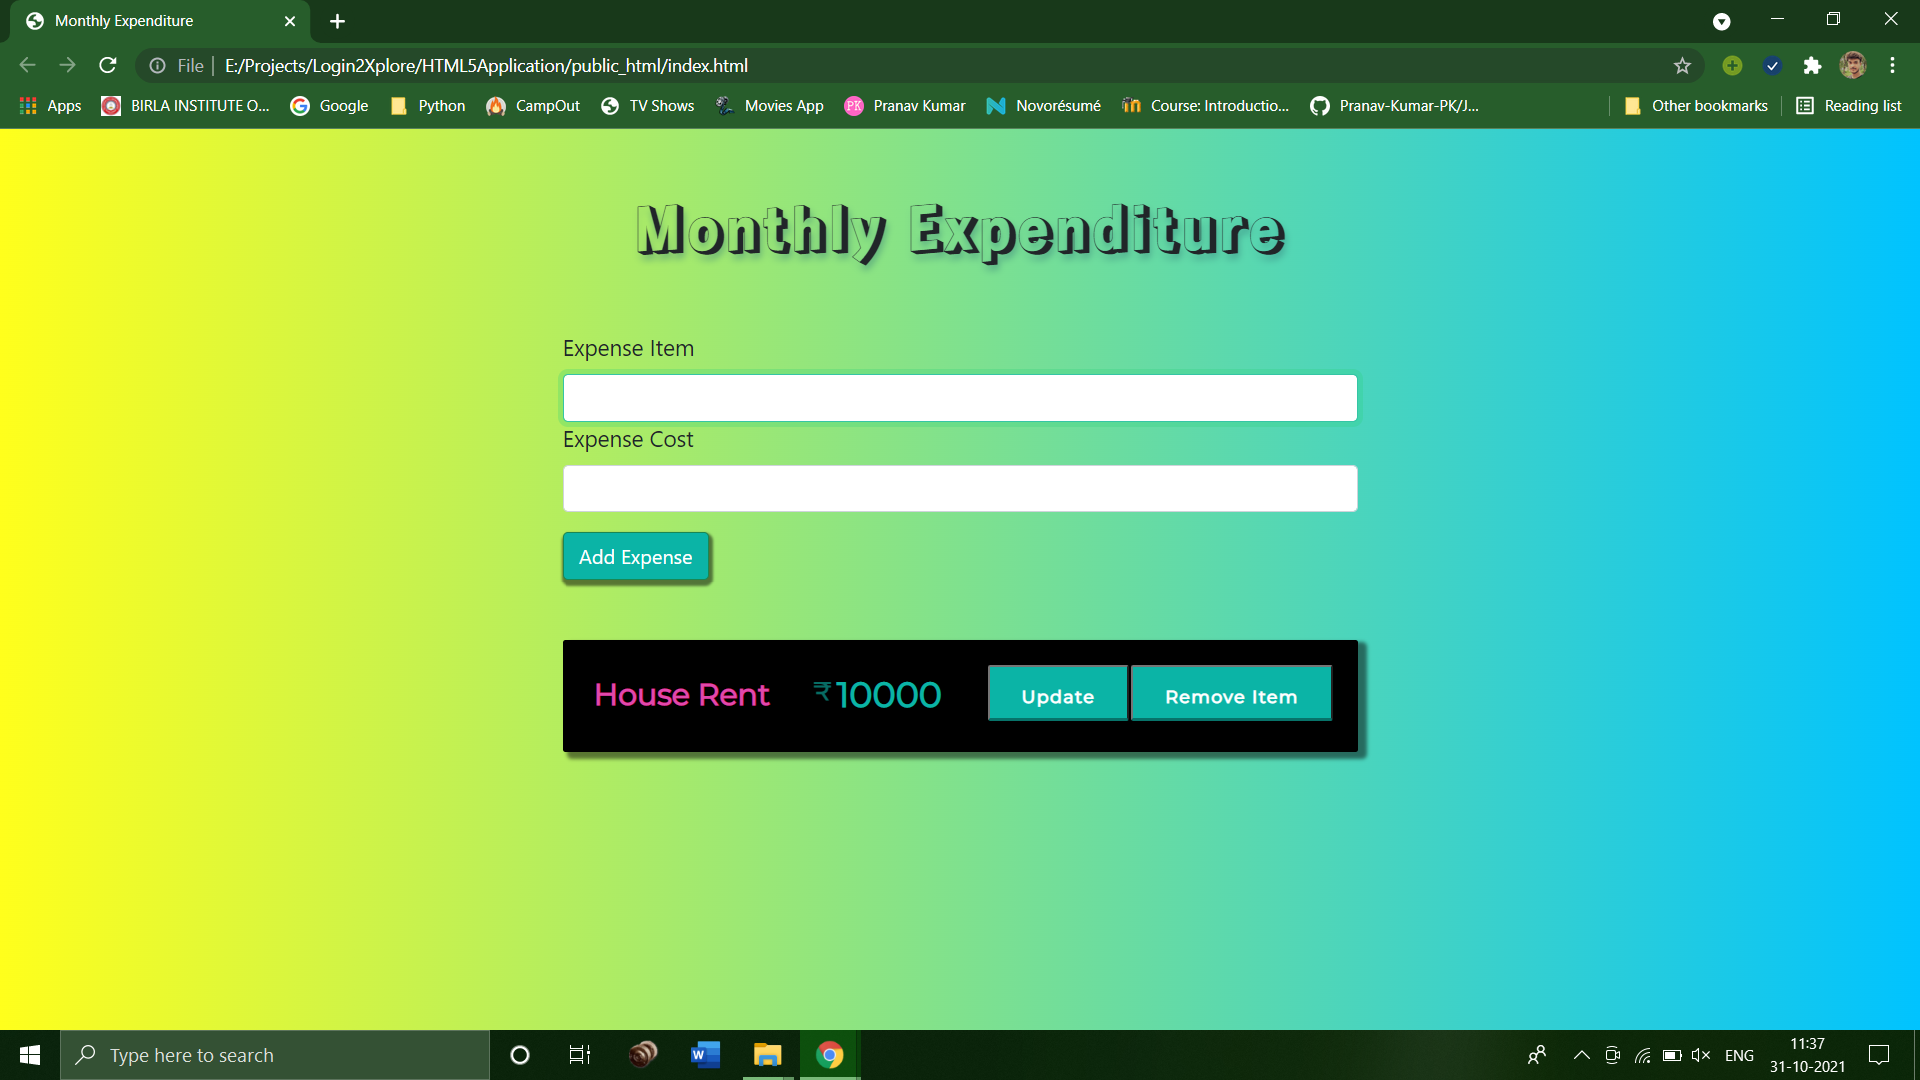 Monthly Expenditure
File | E:/Projects/Login2Xplore/HTML5Application/public_html/index.html
Apps BIRLA INSTITUTE O... Google Python CampOut TV Shows Movies App PK Pranav Kumar Novorésumé Course: Introductio... Pranav-Kumar-PK/J... Other bookmarks Reading list
Monthly Expenditure
Expense Item
Expense Cost
Add Expense
House Rent ₹10000 Update Remove Item
Type here to search W ENG 11:37
31-10-2021